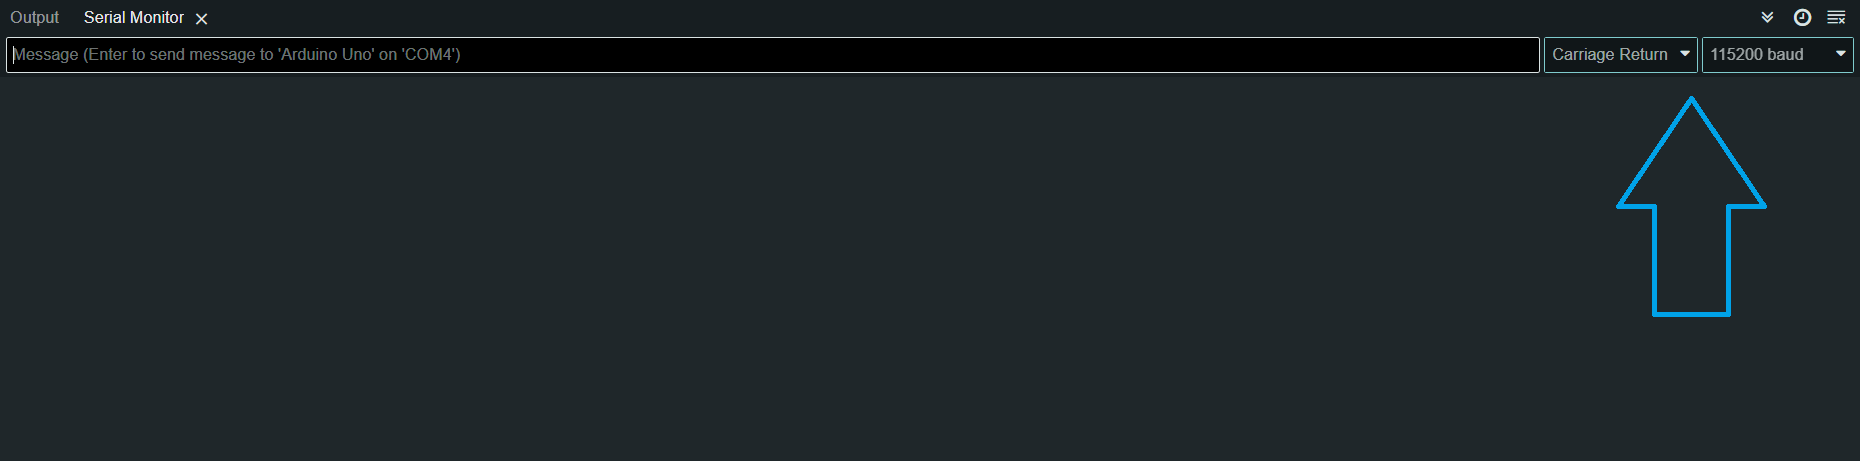 Output Serial Monitor
Message (Enter to send message to 'Arduino Uno' on 'COM4') Carriage Return 115200 baud